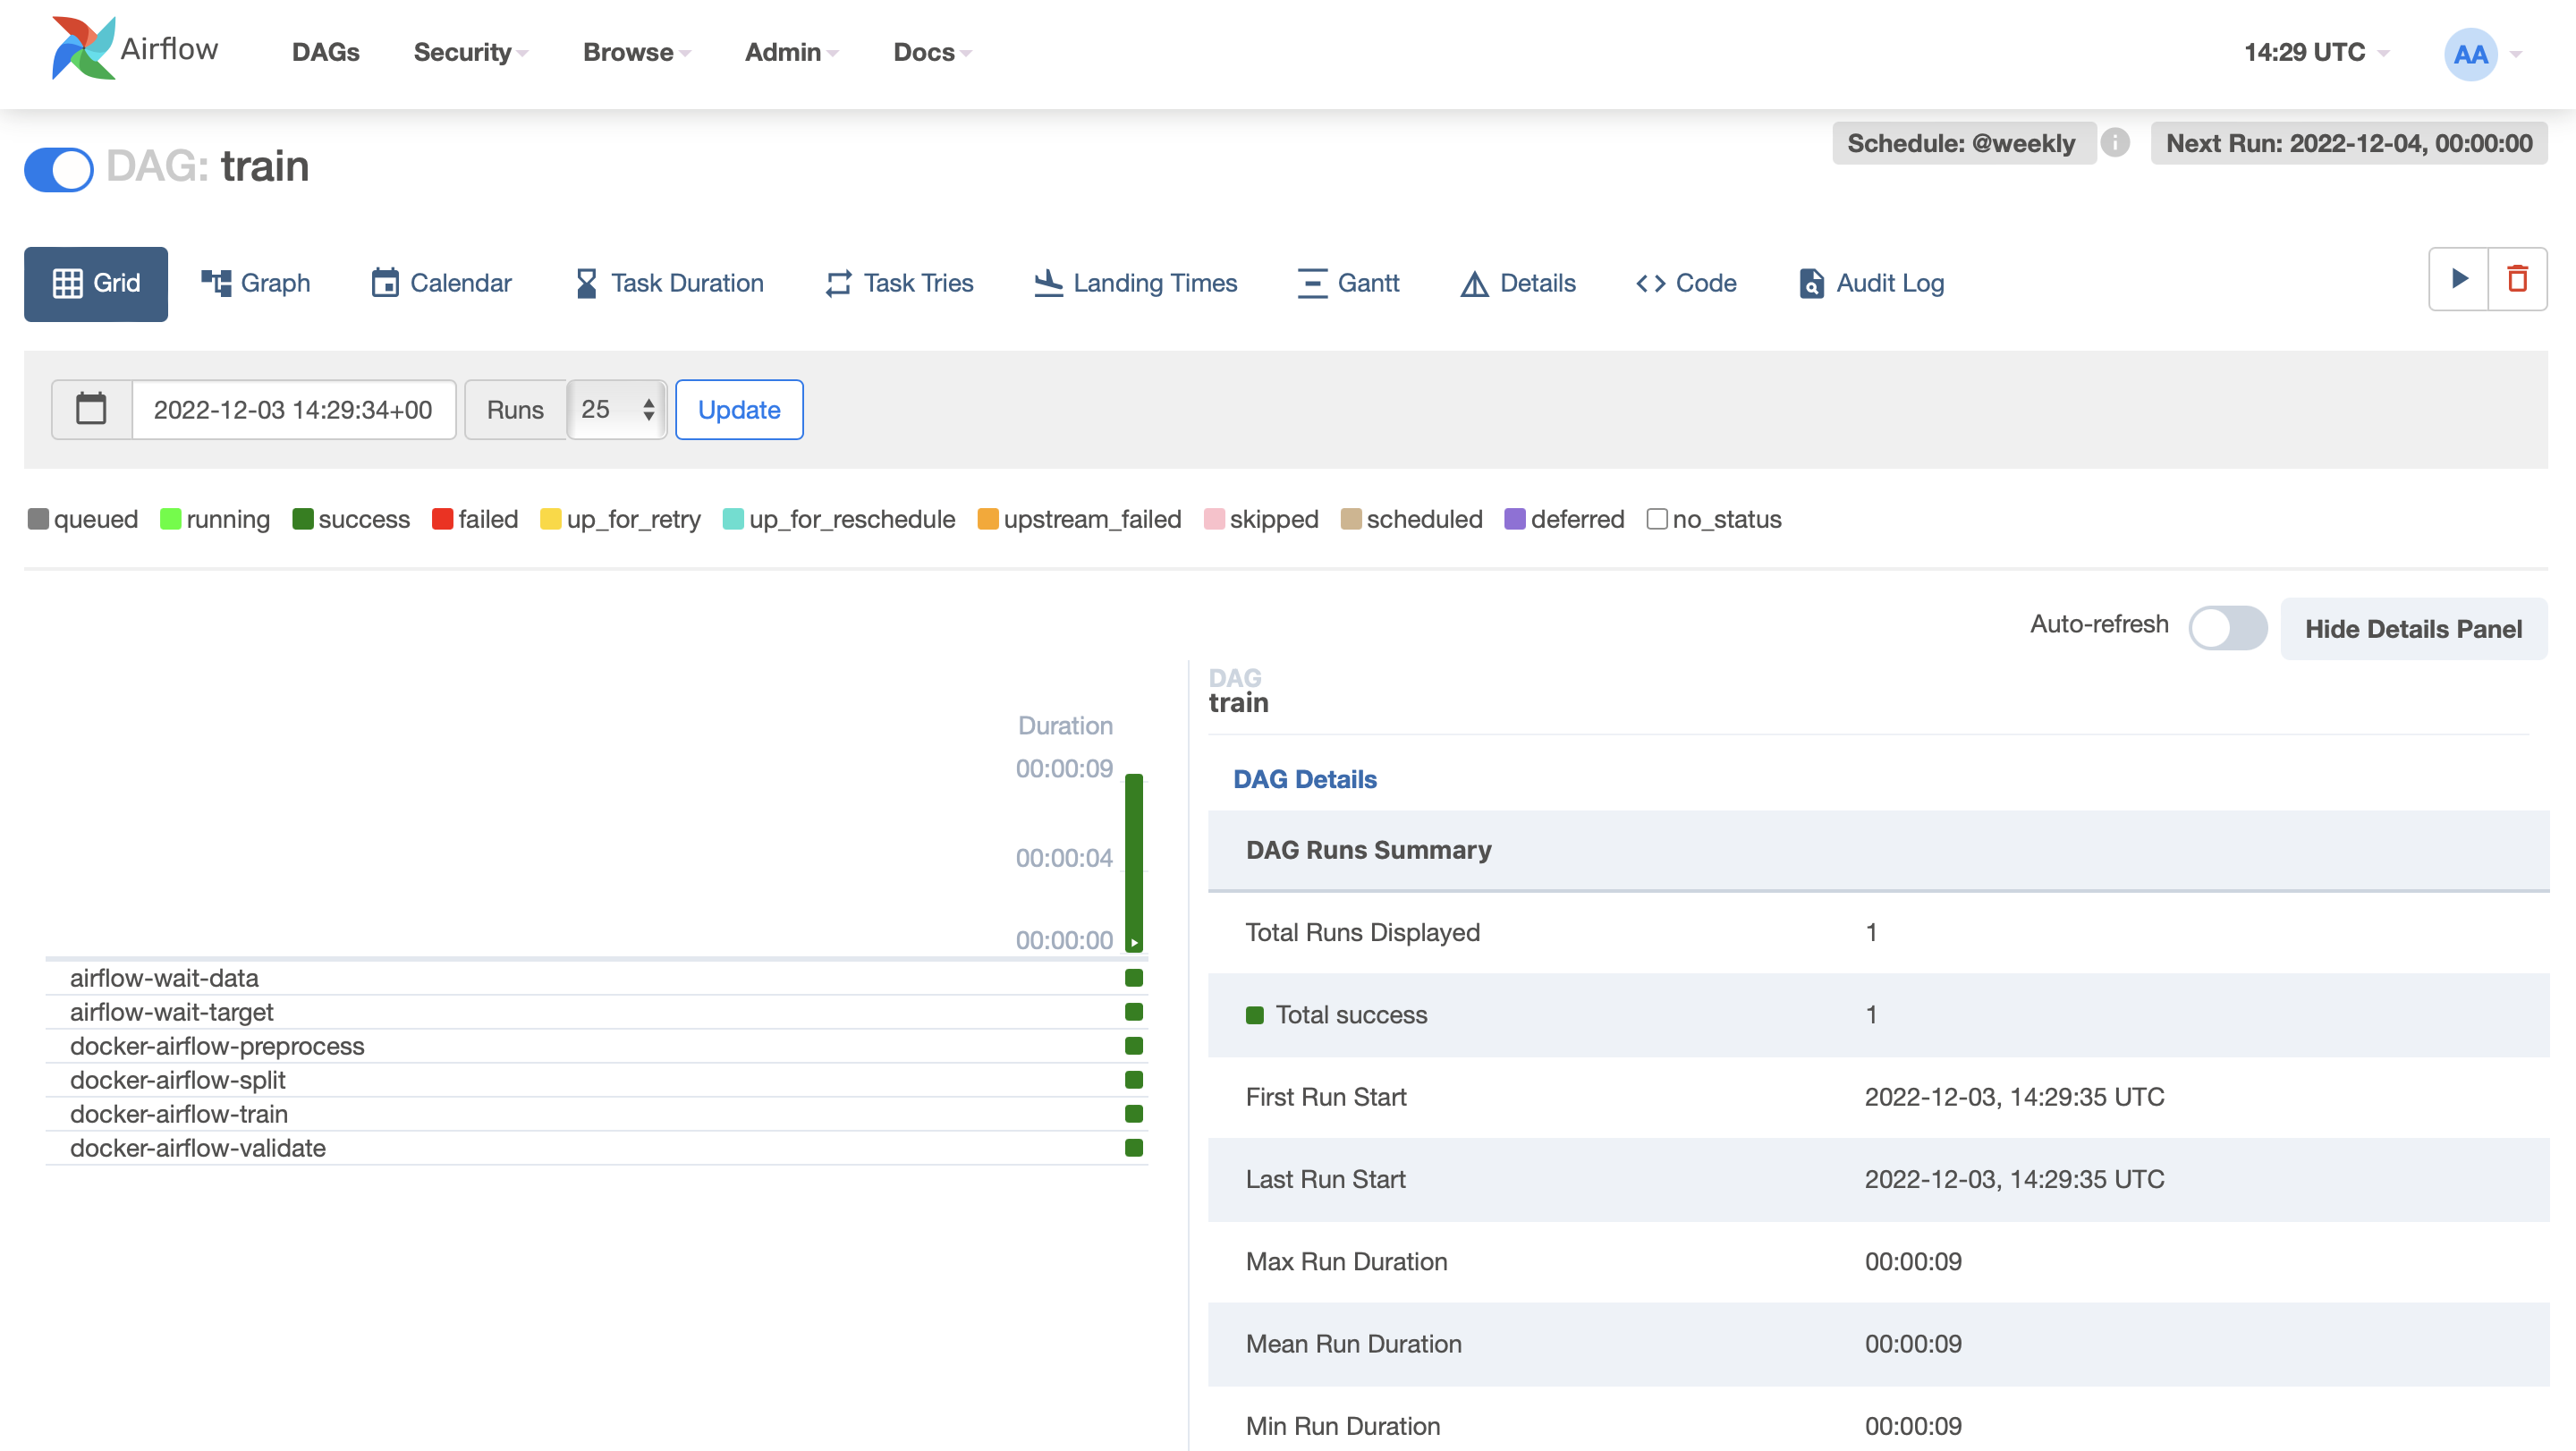 Airflow DAGs Security Browse Admin Docs 14:29 UTC AA
DAG: train Schedule: @weekly i Next Run: 2022-12-04, 00:00:00
Grid Graph Calendar Task Duration Task Tries Landing Times Gantt Details Code Audit Log
2022-12-03 14:29:34+00 Runs 25 Update
queued running success failed up_for_retry up_for_reschedule upstream_failed skipped scheduled deferred no_status
Auto-refresh Hide Details Panel
Duration
00:00:09
00:00:04
00:00:00
airflow-wait-data
airflow-wait-target
docker-airflow-preprocess
docker-airflow-split
docker-airflow-train
docker-airflow-validate
DAG
train
DAG Details
DAG Runs Summary
Total Runs Displayed 1
Total success 1
First Run Start 2022-12-03, 14:29:35 UTC
Last Run Start 2022-12-03, 14:29:35 UTC
Max Run Duration 00:00:09
Mean Run Duration 00:00:09
Min Run Duration 00:00:09